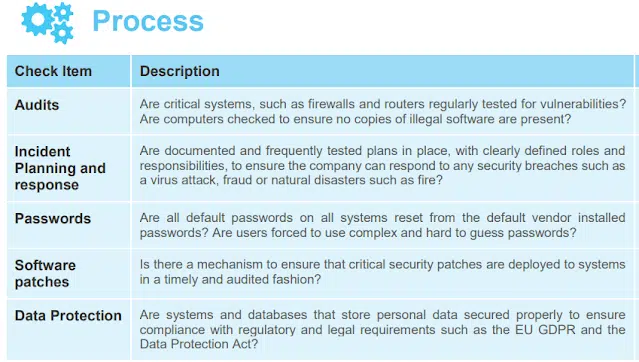 Process
Check Item Description
Audits
Are critical systems, such as firewalls and routers regularly tested for vulnerabilities?
Are computers checked to ensure no copies of illegal software are present?
Incident
Planning and
response
Are documented and frequently tested plans in place, with clearly defined roles and
responsibilities, to ensure the company can respond to any security breaches such as
a virus attack, fraud or natural disasters such as fire?
Passwords
Are all default passwords on all systems reset from the default vendor installed
passwords? Are users forced to use complex and hard to guess passwords?
Software
patches
Is there a mechanism to ensure that critical security patches are deployed to systems
in a timely and audited fashion?
Data Protection
Are systems and databases that store personal data secured properly to ensure
compliance with regulatory and legal requirements such as the EU GDPR and the
Data Protection Act?